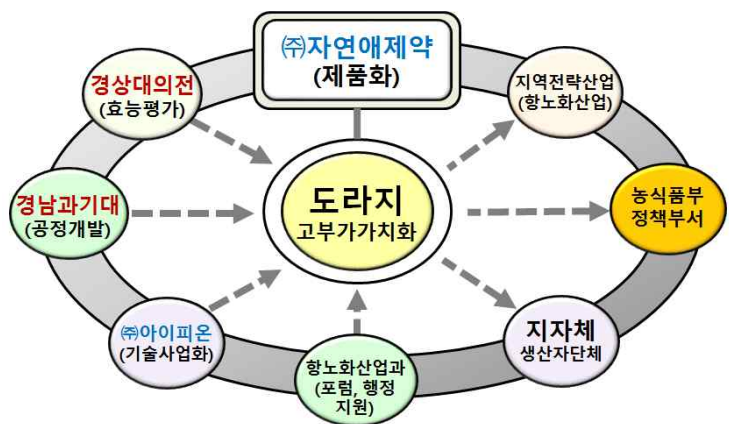 ㈜자연애제약
(제품화)
경상대의전
(효능평가)
지역전략산업
(항노화산업)
경남과기대
(공정개발)
도라지
고부가가치화
농식품부
정책부서
㈜아이피온
(기술사업화)
항노화산업과
(포럼, 행정
지원)
지자체
생산자단체